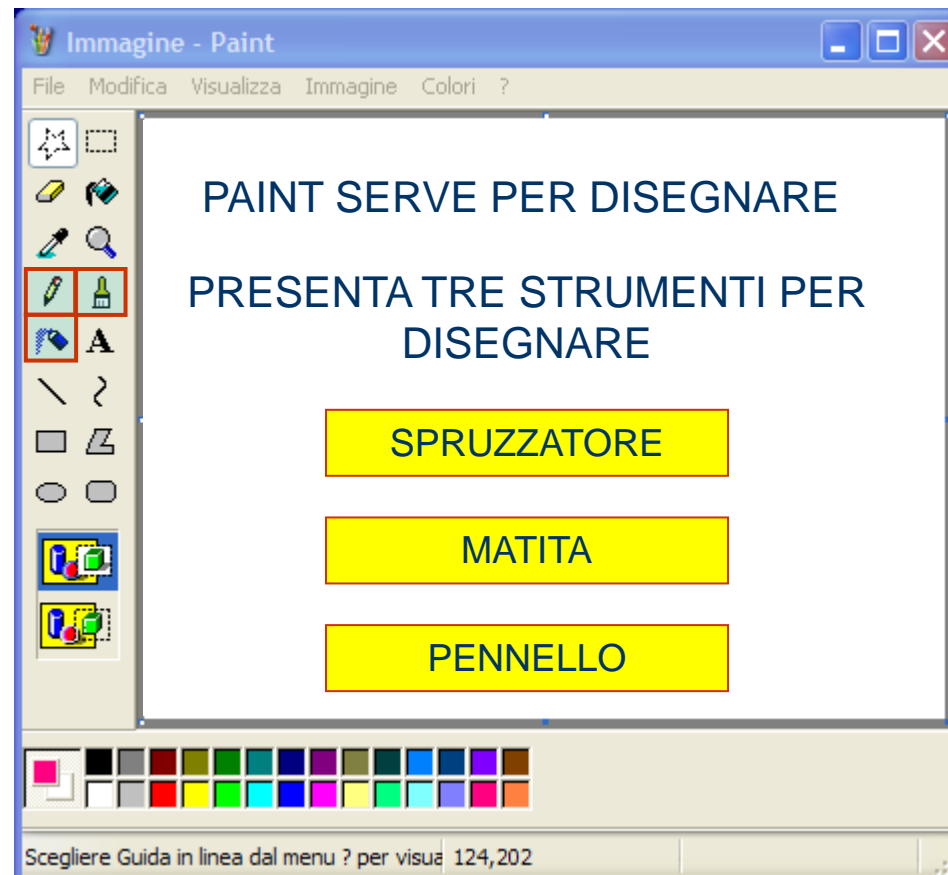 Immagine - Paint
File Modifica Visualizza Immagine Colori ?
A
PAINT SERVE PER DISEGNARE
PRESENTA TRE STRUMENTI PER
DISEGNARE
SPRUZZATORE
MATITA
PENNELLO
Scegliere Guida in linea dal menu ? per visua 124,202